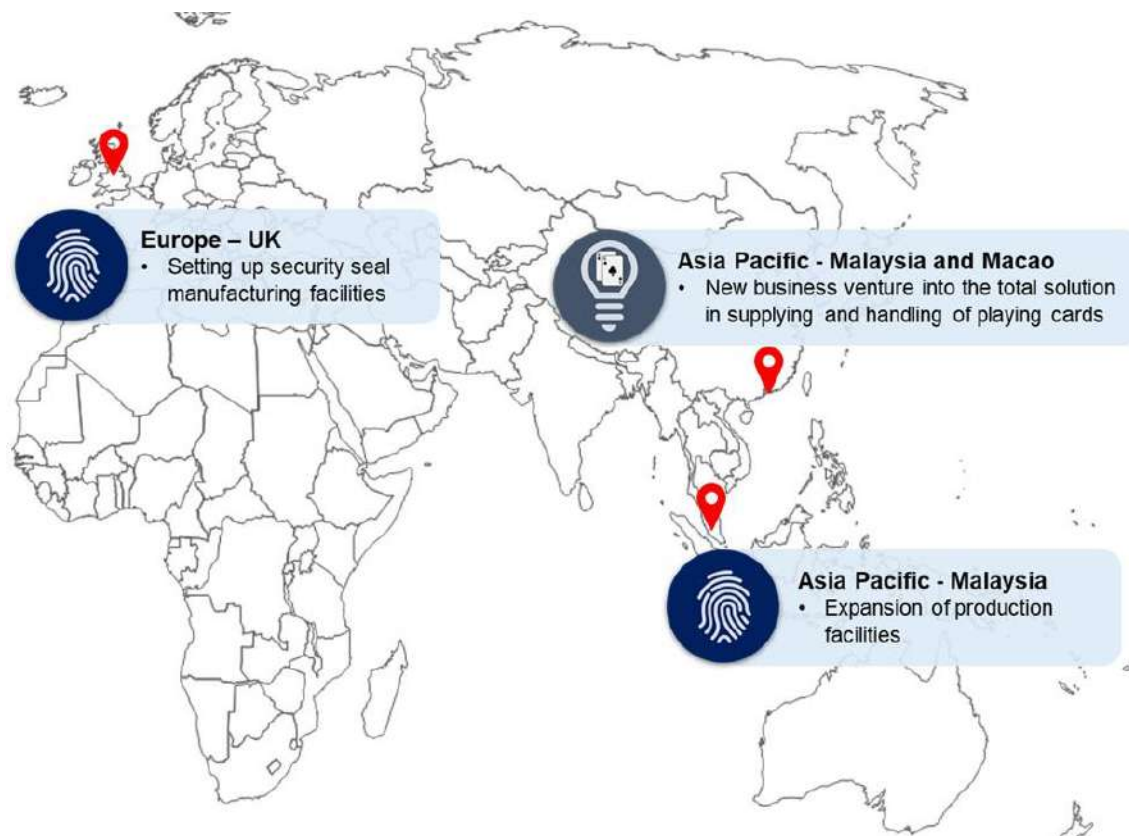 Europe – UK
• Setting up security seal
manufacturing facilities
Asia Pacific - Malaysia and Macao
• New business venture into the total solution
in supplying and handling of playing cards
Asia Pacific - Malaysia
• Expansion of production
facilities